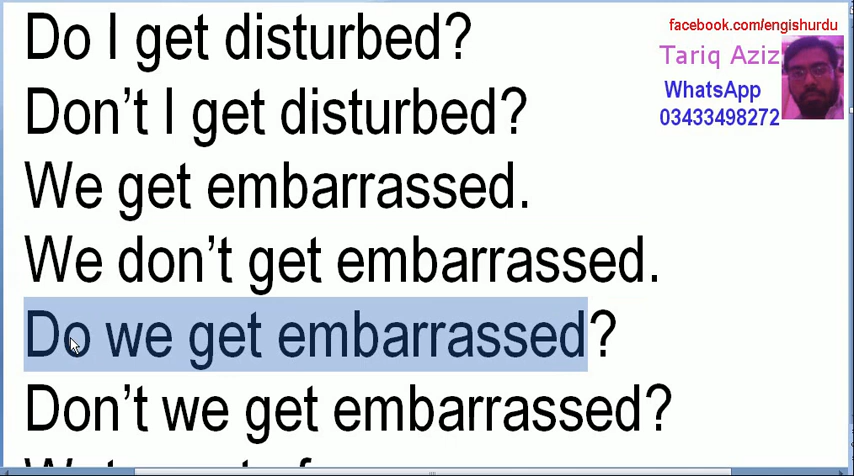 Do I get disturbed?
Don’t I get disturbed?
We get embarrassed.
We don’t get embarrassed.
Do we get embarrassed?
Don’t we get embarrassed?
facebook.com/engishurdu
Tariq Aziz
WhatsApp
03433498272